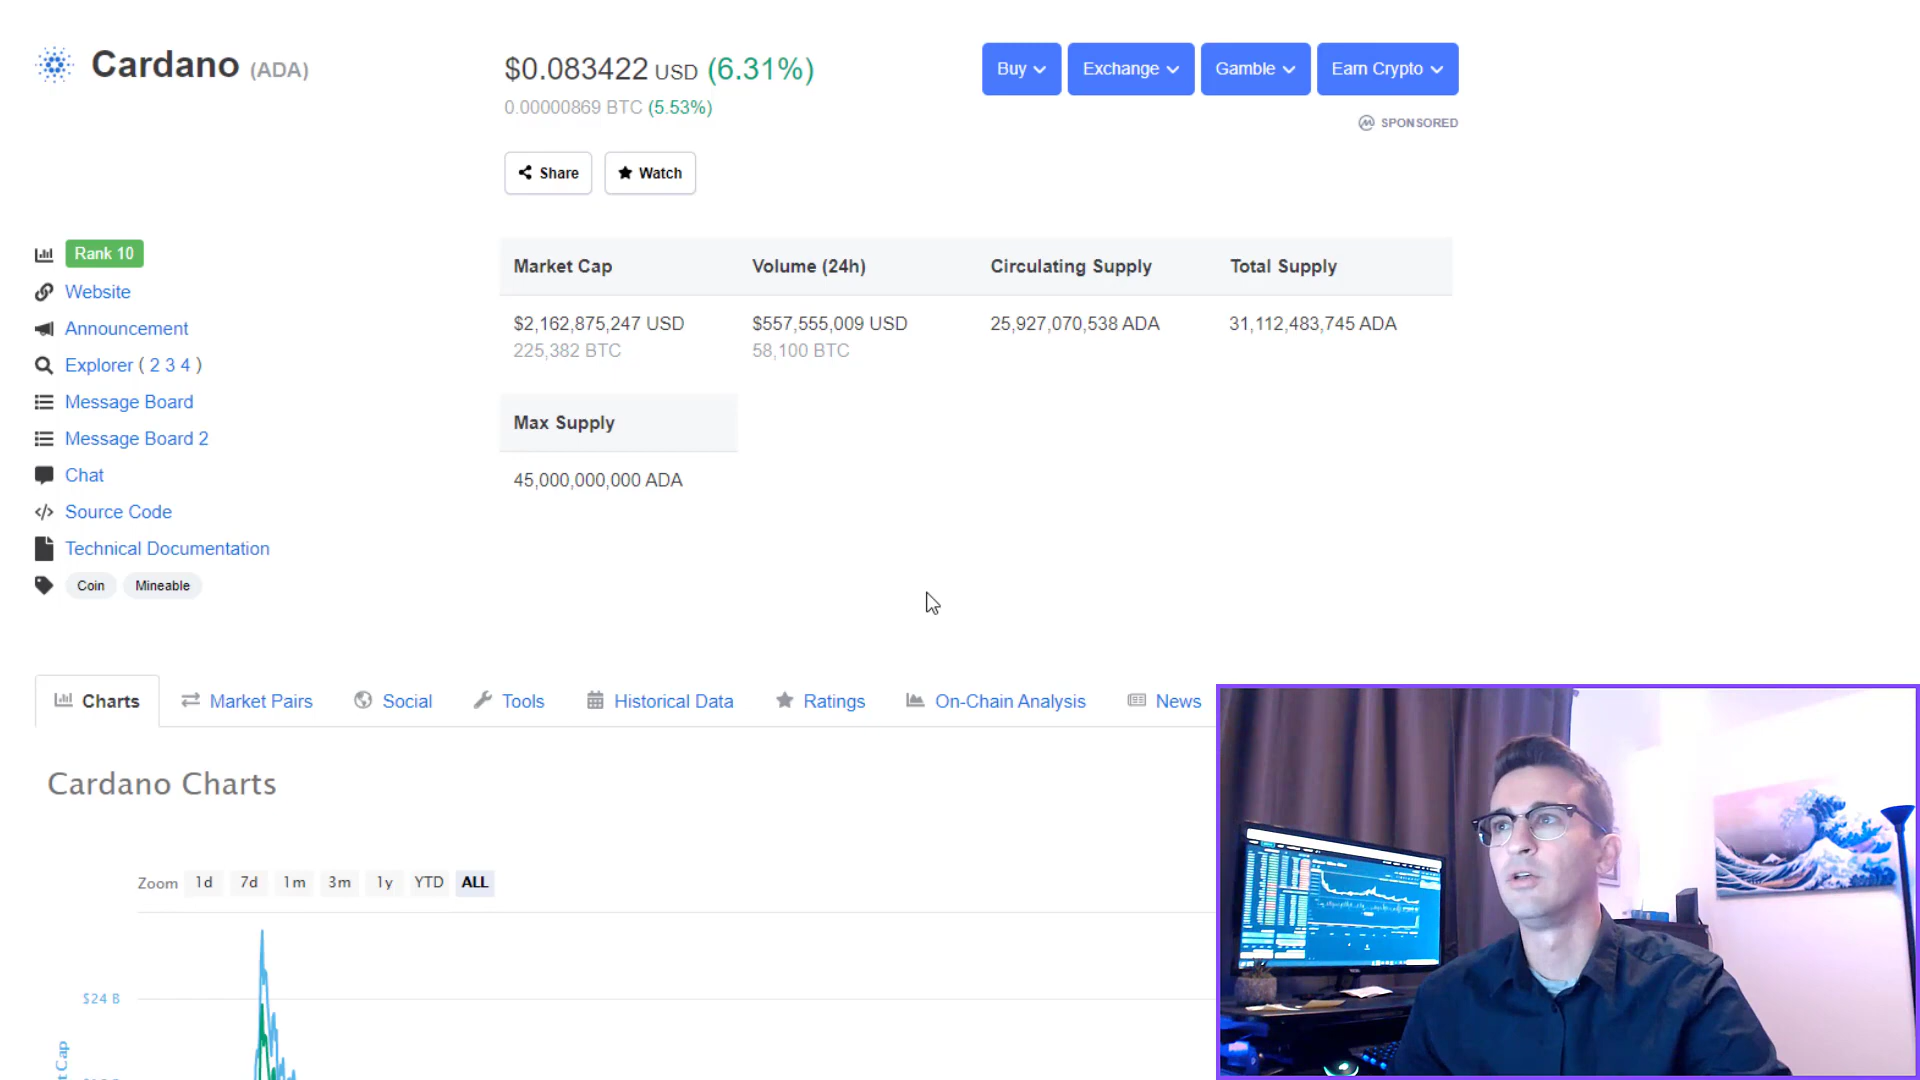 Cardano (ADA)
$0.083422 USD (6.31%)
0.00000869 BTC (5.53%)
Buy
Exchange
Gamble
Earn Crypto
SPONSORED
Share
Watch
Rank 10
Website
Announcement
Explorer ( 2 3 4 )
Message Board
Message Board 2
Chat
Source Code
Technical Documentation
Coin
Mineable
Market Cap
Volume (24h)
Circulating Supply
Total Supply
$2,162,875,247 USD
225,382 BTC
$557,555,009 USD
58,100 BTC
25,927,070,538 ADA
31,112,483,745 ADA
Max Supply
45,000,000,000 ADA
Charts
Market Pairs
Social
Tools
Historical Data
Ratings
On-Chain Analysis
News
Cardano Charts
Zoom 1d 7d 1m 3m 1y YTD ALL
$24 B
Cap